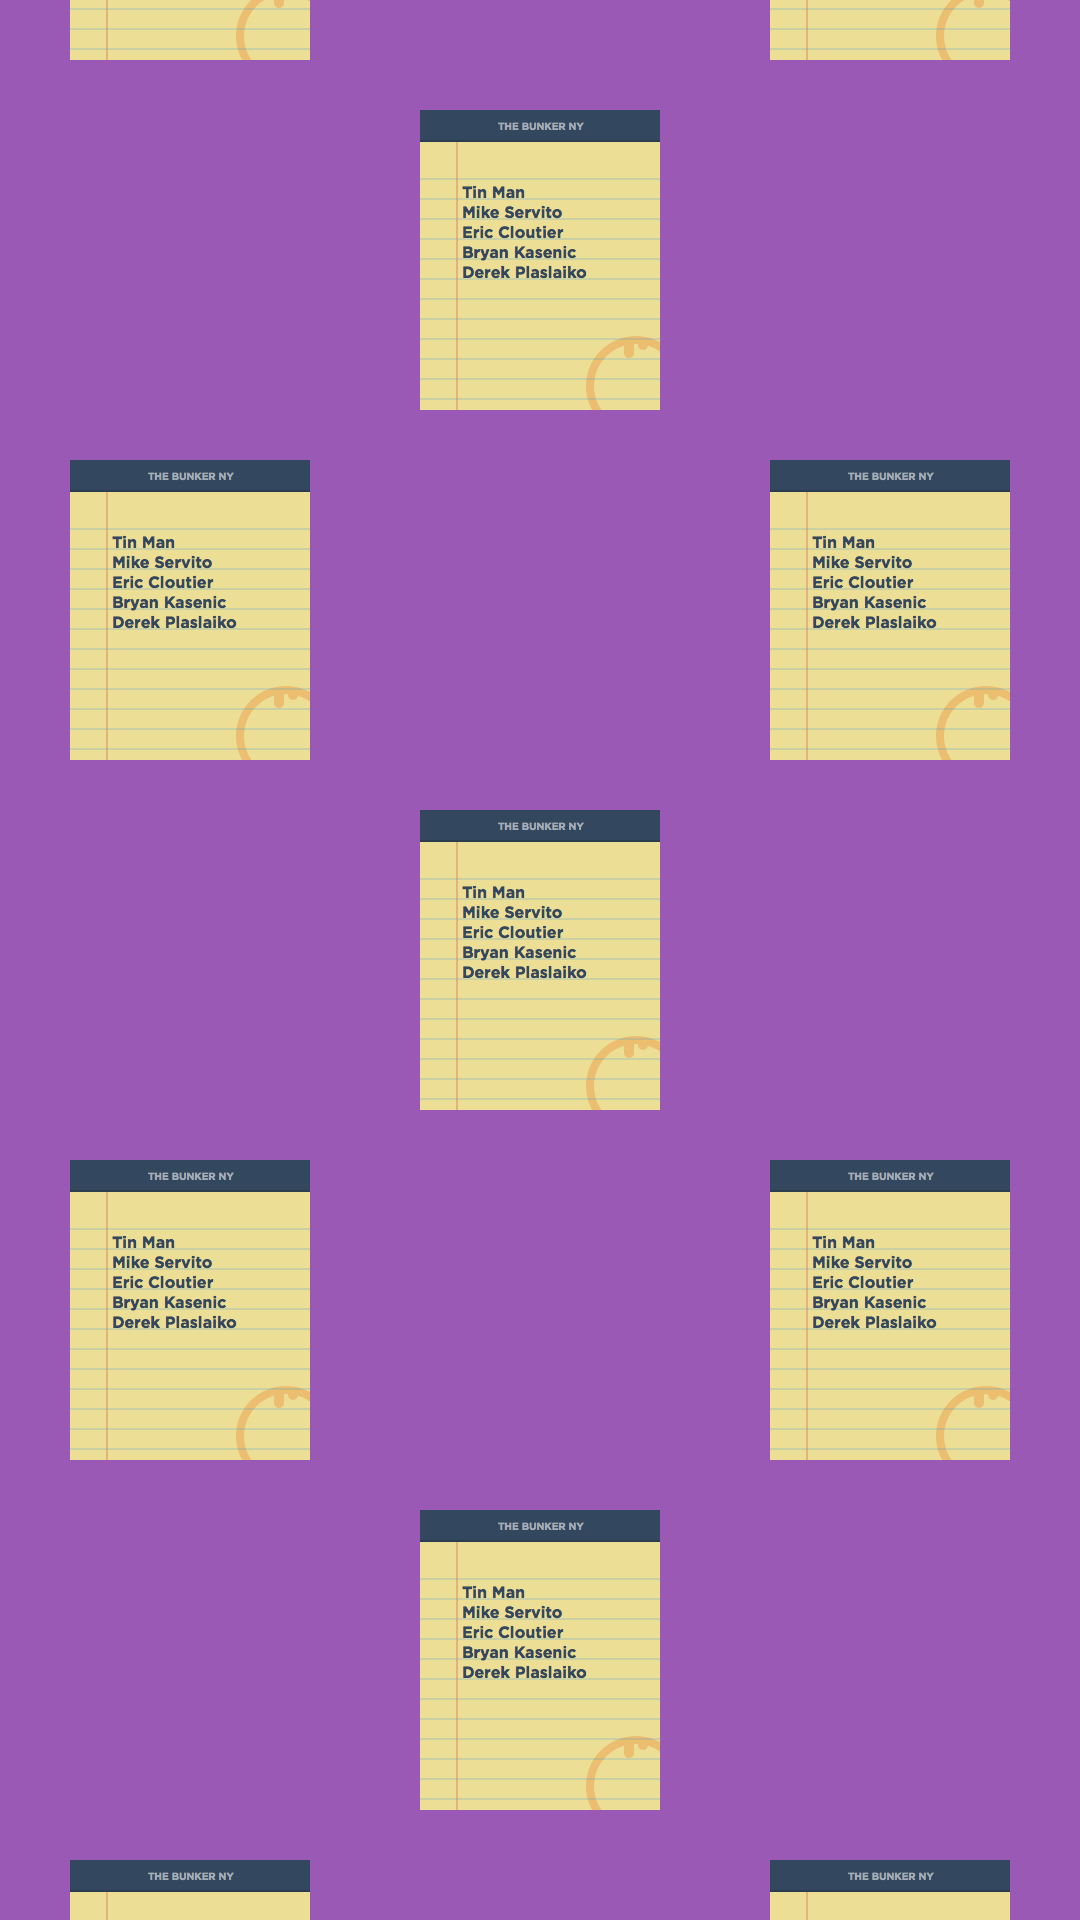 THE BUNKER NY
Tin Man
Mike Servito
Eric Cloutier
Bryan Kasenic
Derek Plaslaiko
THE BUNKER NY
Tin Man
Mike Servito
Eric Cloutier
Bryan Kasenic
Derek Plaslaiko
THE BUNKER NY
Tin Man
Mike Servito
Eric Cloutier
Bryan Kasenic
Derek Plaslaiko
THE BUNKER NY
Tin Man
Mike Servito
Eric Cloutier
Bryan Kasenic
Derek Plaslaiko
THE BUNKER NY
Tin Man
Mike Servito
Eric Cloutier
Bryan Kasenic
Derek Plaslaiko
THE BUNKER NY
Tin Man
Mike Servito
Eric Cloutier
Bryan Kasenic
Derek Plaslaiko
THE BUNKER NY
Tin Man
Mike Servito
Eric Cloutier
Bryan Kasenic
Derek Plaslaiko
THE BUNKER NY
THE BUNKER NY